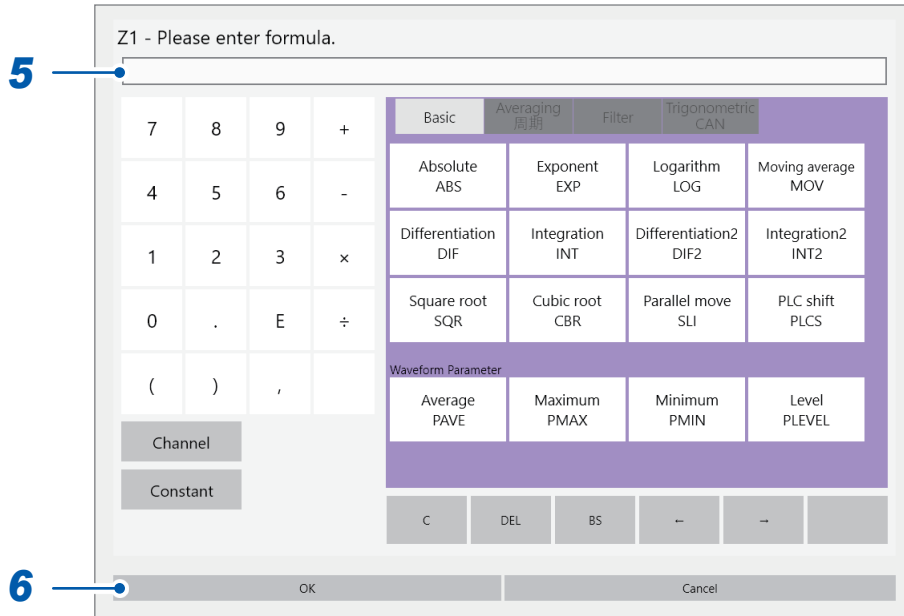 Z1 - Please enter formula.
5
7 8 9 +
4 5 6 -
1 2 3 ×
0 . E ÷
( ) ,
Channel
Constant
Basic
Averaging
周期
Filter
Trigonometric
CAN
Absolute
ABS
Exponent
EXP
Logarithm
LOG
Moving average
MOV
Differentiation
DIF
Integration
INT
Differentiation2
DIF2
Integration2
INT2
Square root
SQR
Cubic root
CBR
Parallel move
SLI
PLC shift
PLCS
Waveform Parameter
Average
PAVE
Maximum
PMAX
Minimum
PMIN
Level
PLEVEL
C DEL BS ← →
6
OK Cancel